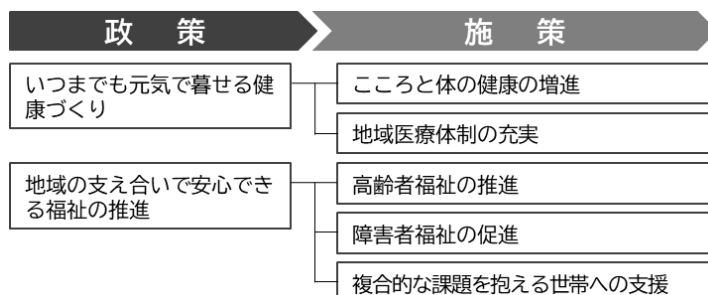 政　策
施　策
いつまでも元気で暮せる健
康づくり
こころと体の健康の増進
地域医療体制の充実
地域の支え合いで安心でき
る福祉の推進
高齢者福祉の推進
障害者福祉の促進
複合的な課題を抱える世帯への支援